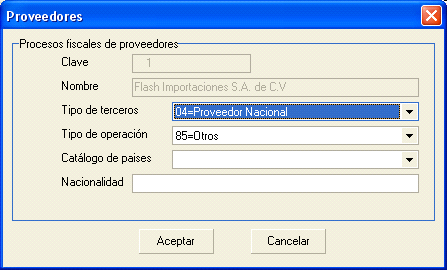 Proveedores
Procesos fiscales de proveedores
Clave 1
Nombre Flash Importaciones S.A. de C.V
Tipo de terceros 04=Proveedor Nacional
Tipo de operación 85=Otros
Catálogo de paises
Nacionalidad
Aceptar Cancelar